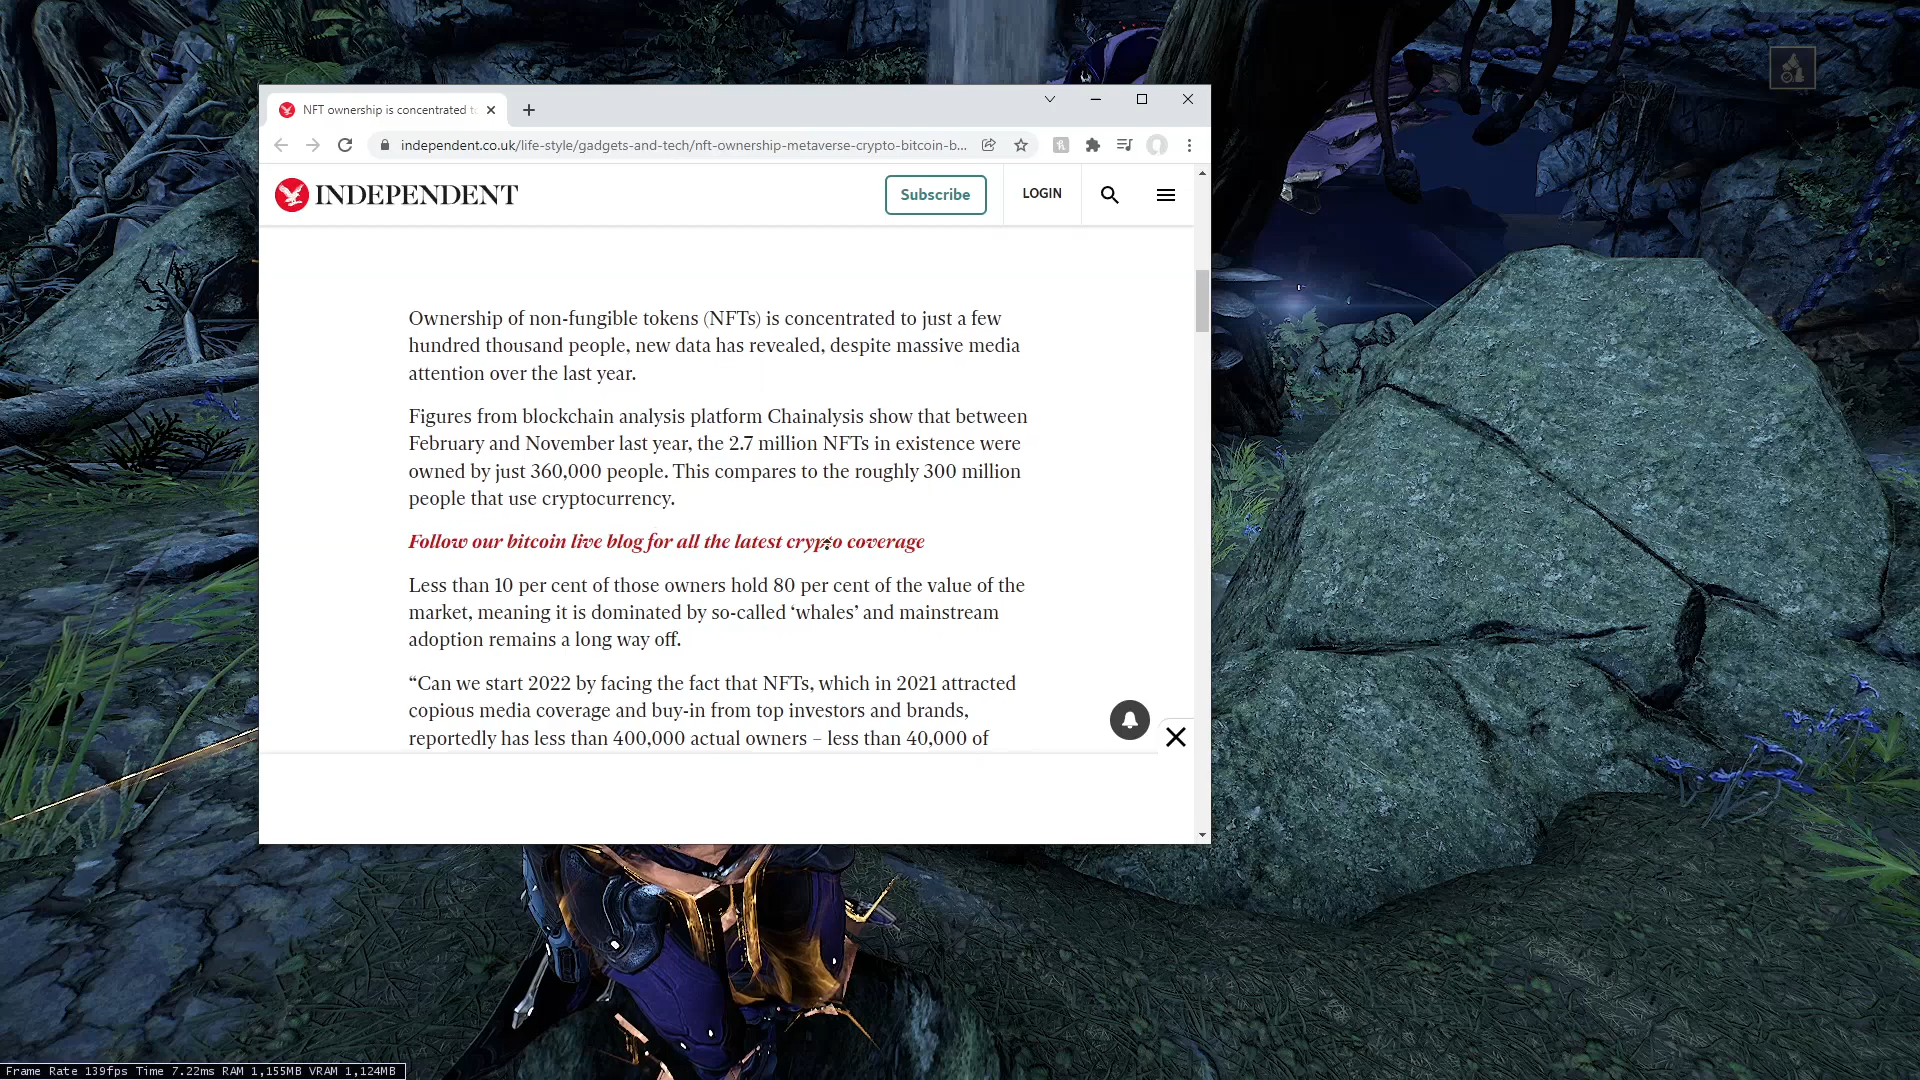 NFT ownership is concentrated t
independent.co.uk/life-style/gadgets-and-tech/nft-ownership-metaverse-crypto-bitcoin-b...
INDEPENDENT
Subscribe
LOGIN
Ownership of non-fungible tokens (NFTs) is concentrated to just a few
hundred thousand people, new data has revealed, despite massive media
attention over the last year.
Figures from blockchain analysis platform Chainalysis show that between
February and November last year, the 2.7 million NFTs in existence were
owned by just 360,000 people. This compares to the roughly 300 million
people that use cryptocurrency.
Follow our bitcoin live blog for all the latest crypto coverage
Less than 10 per cent of those owners hold 80 per cent of the value of the
market, meaning it is dominated by so-called ‘whales’ and mainstream
adoption remains a long way off.
“Can we start 2022 by facing the fact that NFTs, which in 2021 attracted
copious media coverage and buy-in from top investors and brands,
reportedly has less than 400,000 actual owners – less than 40,000 of
Frame Rate 139fps Time 7.22ms RAM 1,155MB VRAM 1,124MB